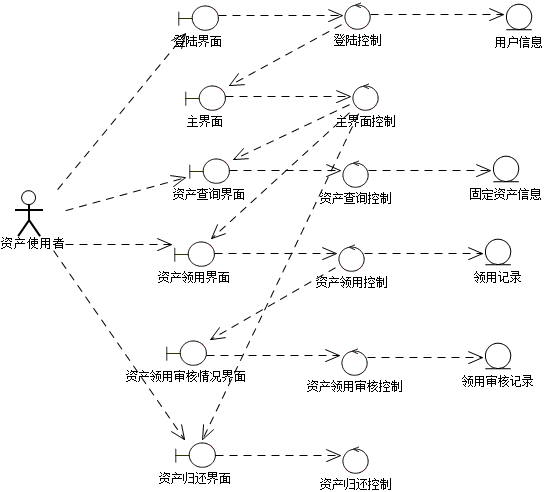 登陆界面
登陆控制
用户信息
主界面
主界面控制
资产查询界面
资产查询控制
固定资产信息
资产使用者
资产领用界面
资产领用控制
领用记录
资产领用审核情况界面
资产领用审核控制
领用审核记录
资产归还界面
资产归还控制